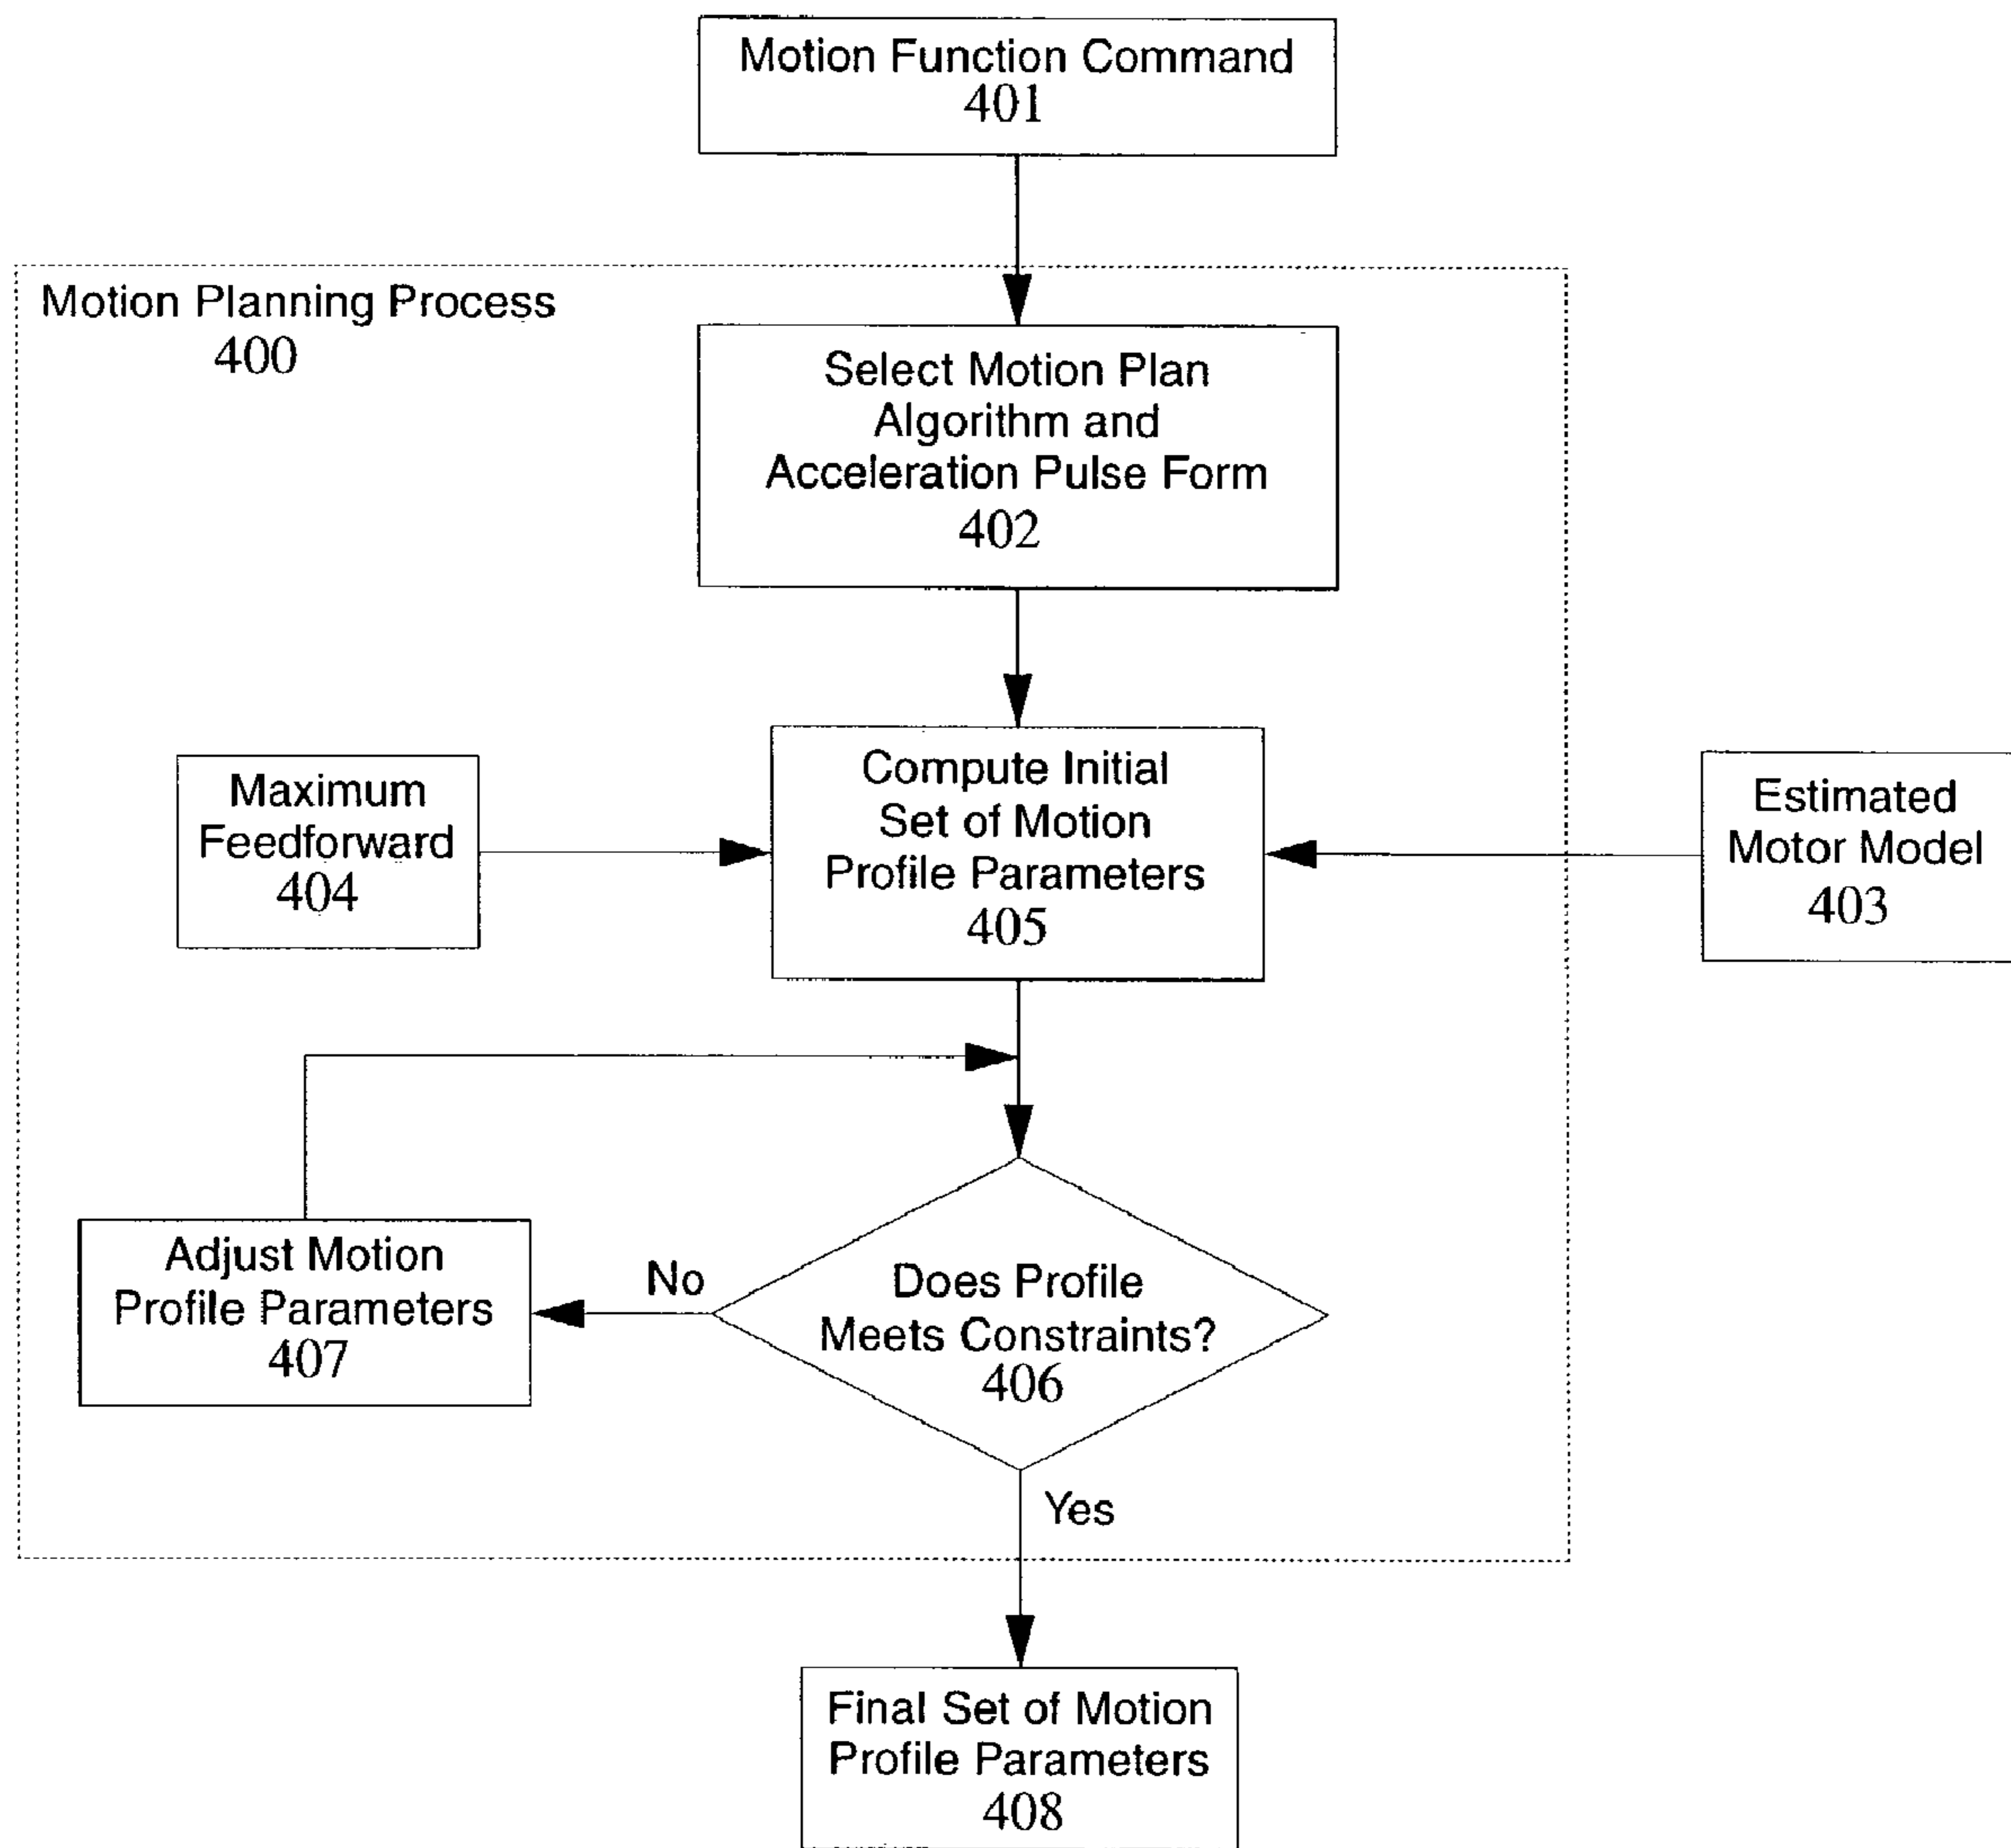 Motion Function Command
401
Motion Planning Process
400
Select Motion Plan
Algorithm and
Acceleration Pulse Form
402
Maximum
Feedforward
404
Compute Initial
Set of Motion
Profile Parameters
405
Estimated
Motor Model
403
Adjust Motion
Profile Parameters
407
No
Does Profile
Meets Constraints?
406
Yes
Final Set of Motion
Profile Parameters
408